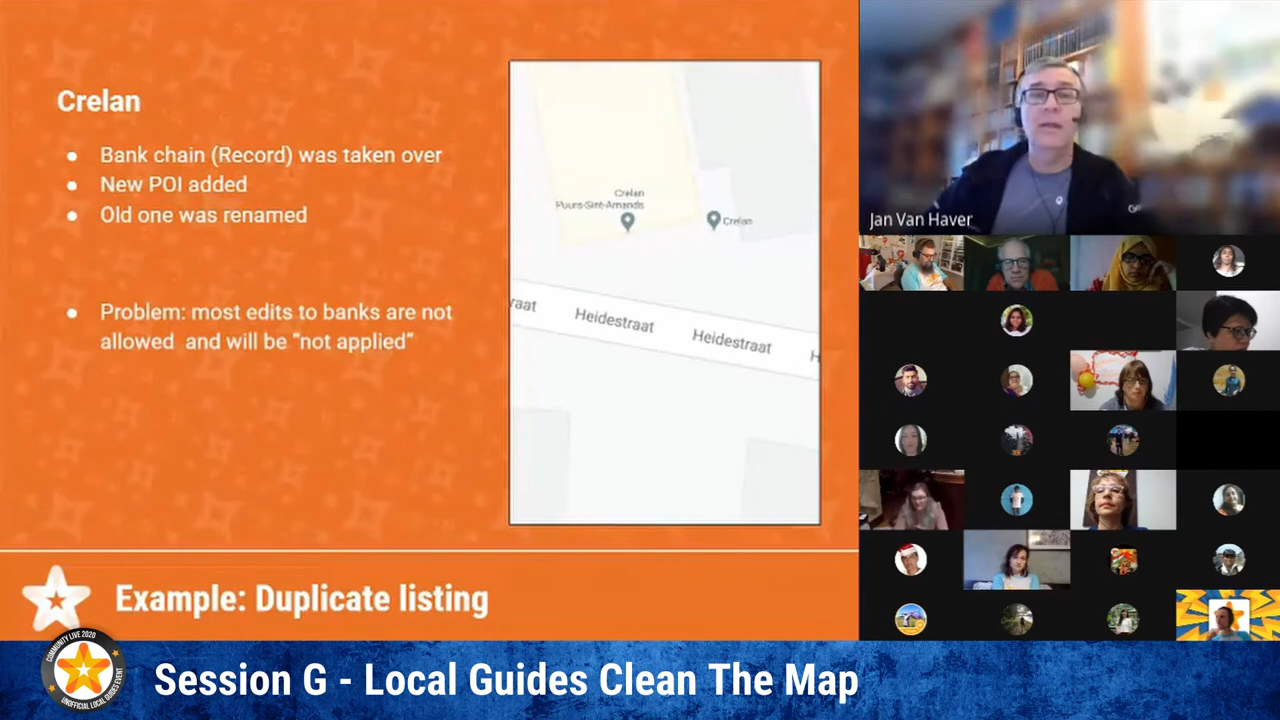 Crelan
● Bank chain (Record) was taken over
● New POI added
● Old one was renamed
● Problem: most edits to banks are not
allowed and will be “not applied”
Crelan
Puurs-Sint-Amands
Crelan
raat
Heidestraat
Heidestraat
H
Jan Van Haver
Example: Duplicate listing
COMMUNITY LIVE 2020
UNOFFICIAL LOCAL GUIDES EVENT
Session G - Local Guides Clean The Map